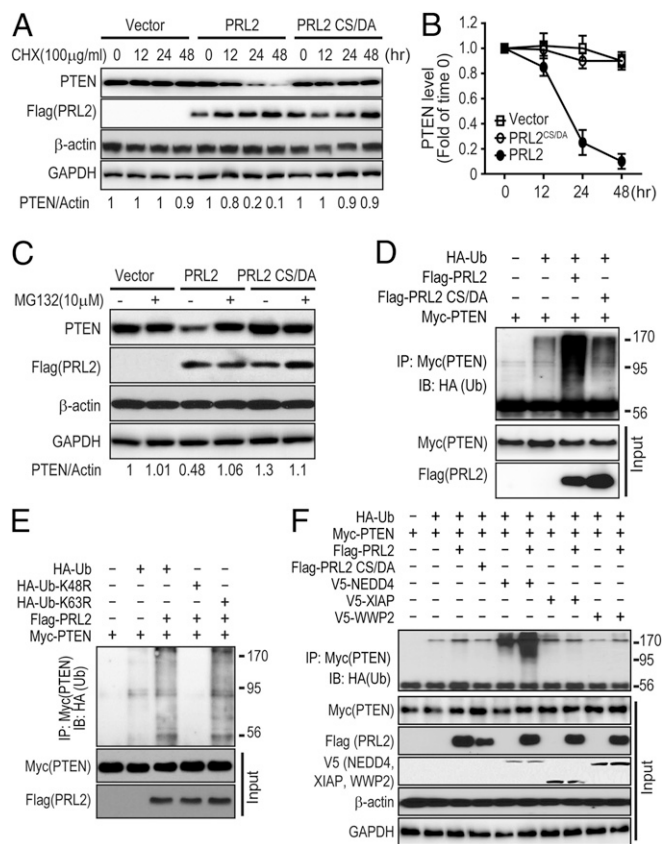 A
Vector PRL2 PRL2 CS/DA
CHX(100µg/ml) 0 12 24 48 0 12 24 48 0 12 24 48 (hr)
PTEN
Flag(PRL2)
β-actin
GAPDH
PTEN/Actin 1 1 1 0.9 1 0.8 0.2 0.1 1 1 0.9 0.9
B
PTEN level
(Fold of time 0)
1.2
1.0
0.8
0.6
0.4
0.2
0
Vector
PRL2CS/DA
PRL2
0 12 24 48 (hr)
C
Vector PRL2 PRL2 CS/DA
MG132(10µM) - + - + - +
PTEN
Flag(PRL2)
β-actin
GAPDH
PTEN/Actin 1 1.01 0.48 1.06 1.3 1.1
D
HA-Ub - + + +
Flag-PRL2 - - + -
Flag-PRL2 CS/DA - - - +
Myc-PTEN + + + +
IP: Myc(PTEN)
IB: HA (Ub)
170
95
56
Myc(PTEN)
Flag(PRL2)
Input
E
HA-Ub - + + - -
HA-Ub-K48R - - - + -
HA-Ub-K63R - - - - +
Flag-PRL2 - - + + +
Myc-PTEN + + + + +
IP: Myc(PTEN)
IB: HA (Ub)
170
95
56
Myc(PTEN)
Flag(PRL2)
Input
F
HA-Ub - + + + + + + + + +
Myc-PTEN + + + + + + + + + +
Flag-PRL2 - - + - - + - + - +
Flag-PRL2 CS/DA - - - + - - - - - -
V5-NEDD4 - - - - + + - - - -
V5-XIAP - - - - - - + + - -
V5-WWP2 - - - - - - - - + +
IP: Myc(PTEN)
IB: HA(Ub)
170
95
56
Myc(PTEN)
Flag (PRL2)
V5 (NEDD4,
XIAP, WWP2)
β-actin
GAPDH
Input